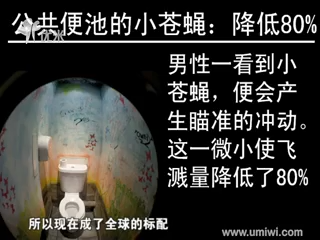 公共便池的小苍蝇：降低80%
优米
男性一看到小
苍蝇，便会产
生瞄准的冲动。
这一微小使飞
溅量降低了80%
所以现在成了全球的标配
www.umiwi.com